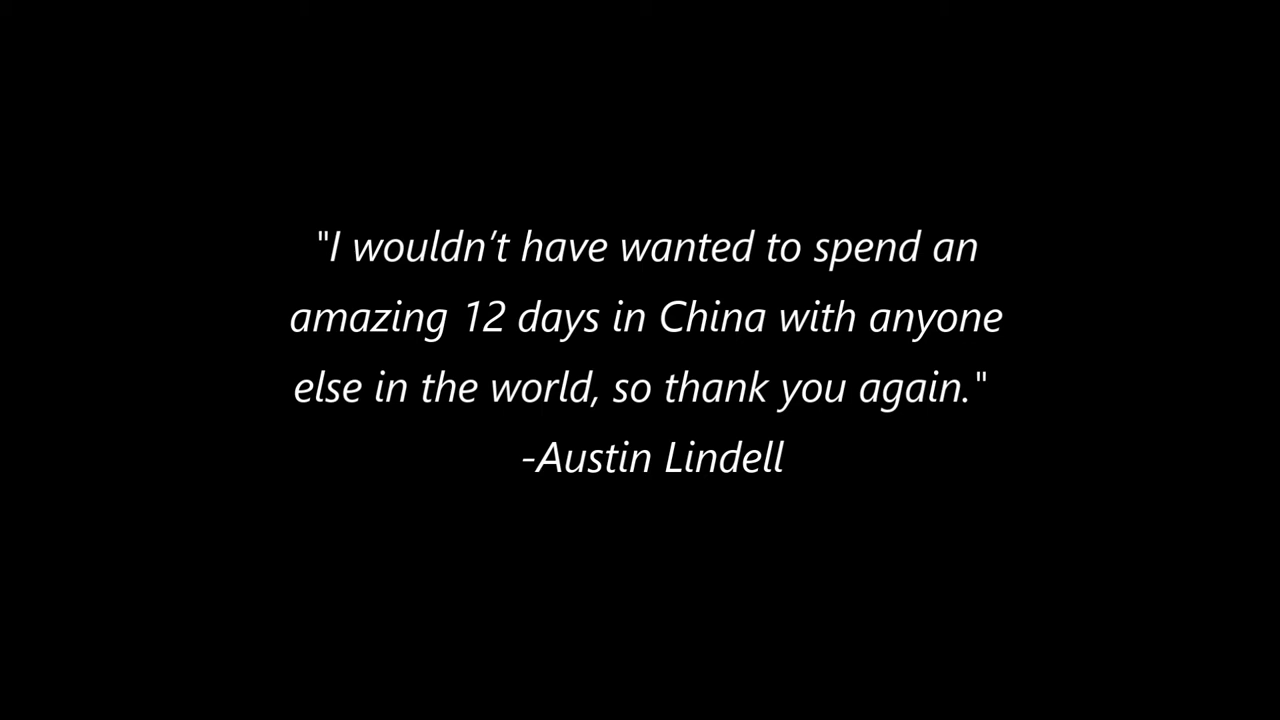 "I wouldn’t have wanted to spend an
amazing 12 days in China with anyone
else in the world, so thank you again."
-Austin Lindell